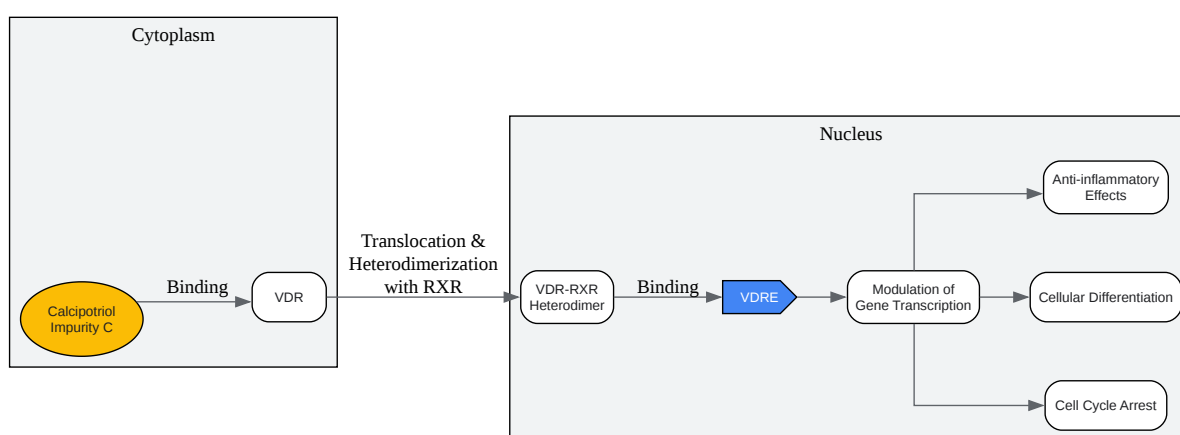 Cytoplasm
Nucleus
Anti-inflammatory
Effects
Translocation &
Heterodimerization
with RXR
Binding
VDR
Calcipotriol
Impurity C
VDR-RXR
Heterodimer
Binding
VDRE
Modulation of
Gene Transcription
Cellular Differentiation
Cell Cycle Arrest